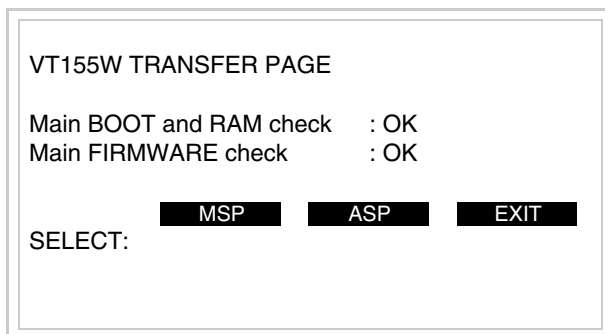 VT155W TRANSFER PAGE
Main BOOT and RAM check : OK
Main FIRMWARE check : OK
MSP ASP EXIT
SELECT: